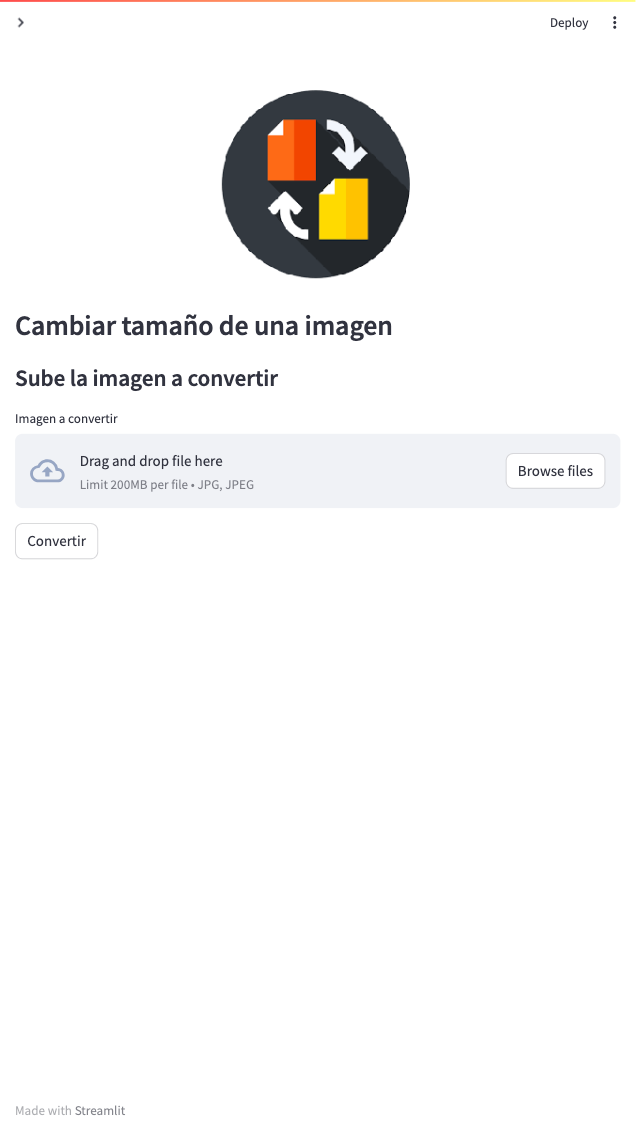 Deploy
Cambiar tamaño de una imagen
Sube la imagen a convertir
Imagen a convertir
Drag and drop file here
Limit 200MB per file • JPG, JPEG
Browse files
Convertir
Made with Streamlit